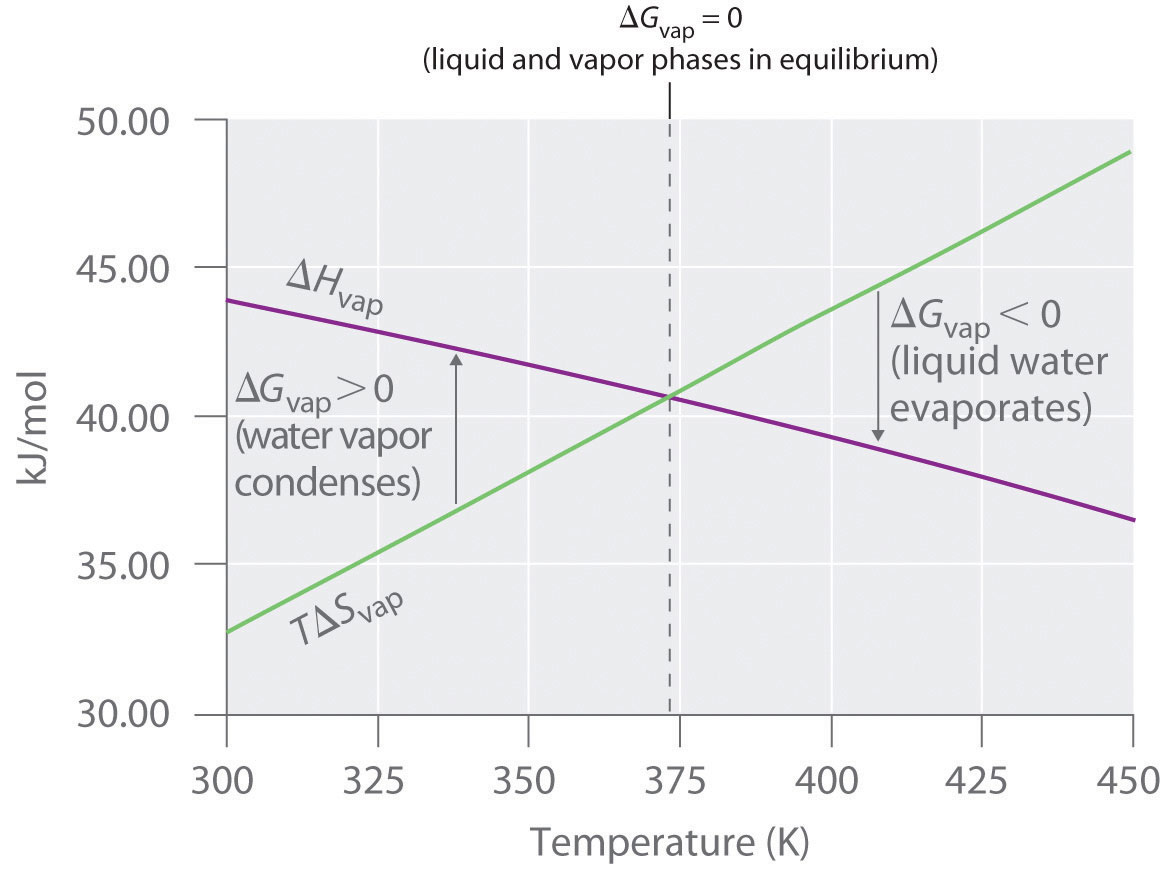 ΔGvap = 0
(liquid and vapor phases in equilibrium)
50.00
45.00
40.00
35.00
30.00
kJ/mol
ΔHvap
ΔGvap > 0
(water vapor
condenses)
TΔSvap
ΔGvap < 0
(liquid water
evaporates)
300 325 350 375 400 425 450
Temperature (K)